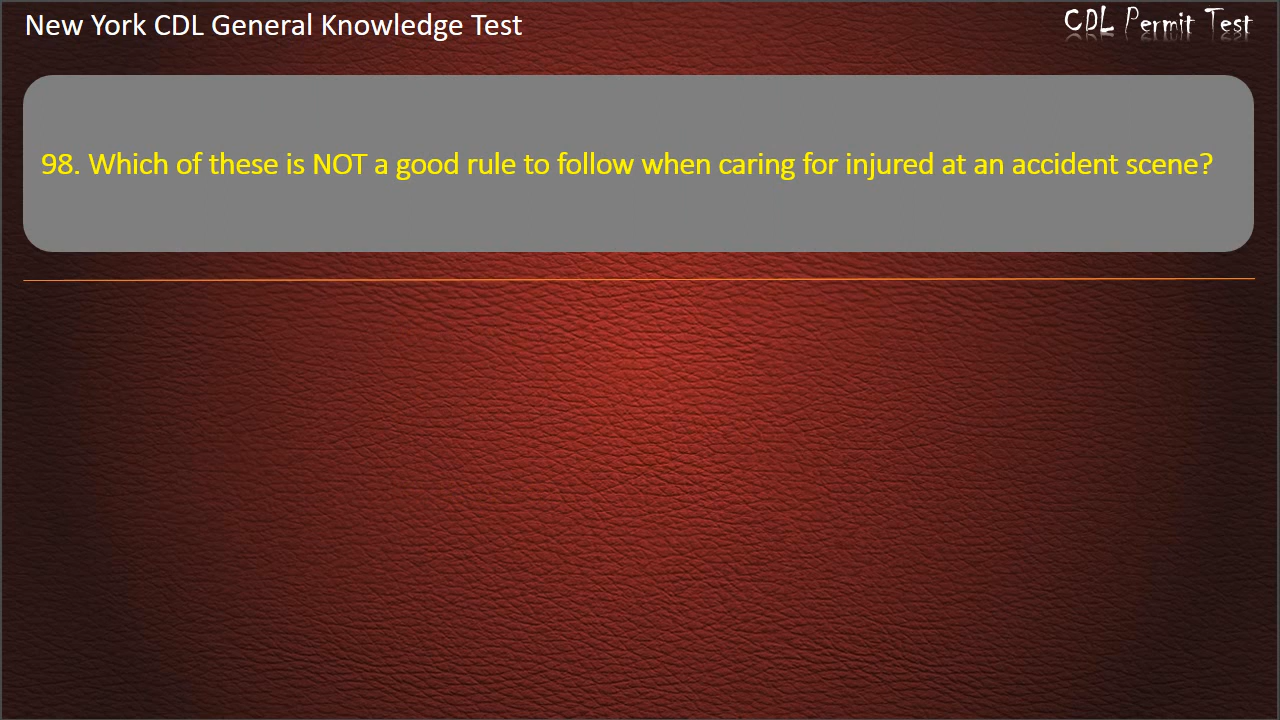 New York CDL General Knowledge Test
CDL Permit Test
98. Which of these is NOT a good rule to follow when caring for injured at an accident scene?